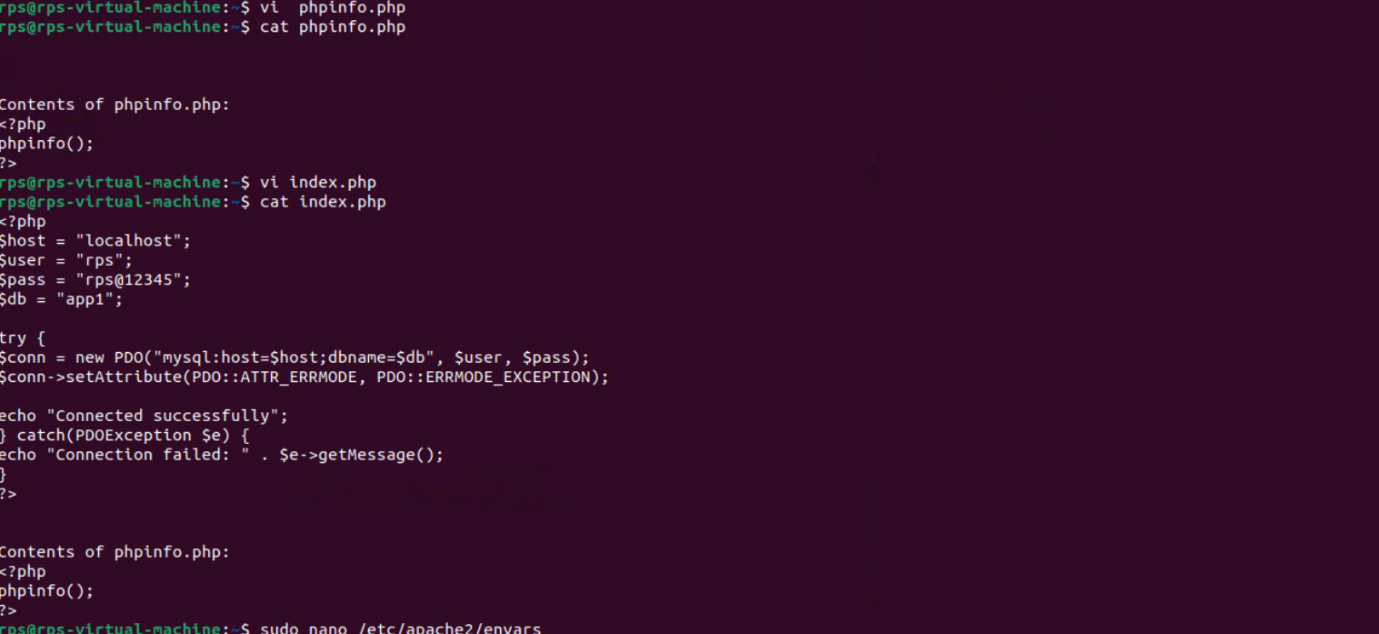 rps@rps-virtual-machine:~$ vi  phpinfo.php
rps@rps-virtual-machine:~$ cat phpinfo.php
Contents of phpinfo.php:
<?php
phpinfo();
?>
rps@rps-virtual-machine:~$ vi index.php
rps@rps-virtual-machine:~$ cat index.php
<?php
$host = "localhost";
$user = "rps";
$pass = "rps@12345";
$db = "app1";
try {
$conn = new PDO("mysql:host=$host;dbname=$db", $user, $pass);
$conn->setAttribute(PDO::ATTR_ERRMODE, PDO::ERRMODE_EXCEPTION);
echo "Connected successfully";
} catch(PDOException $e) {
echo "Connection failed: " . $e->getMessage();
}
?>
Contents of phpinfo.php:
<?php
phpinfo();
?>
rps@rps-virtual-machine:~$ sudo nano /etc/apache2/envars